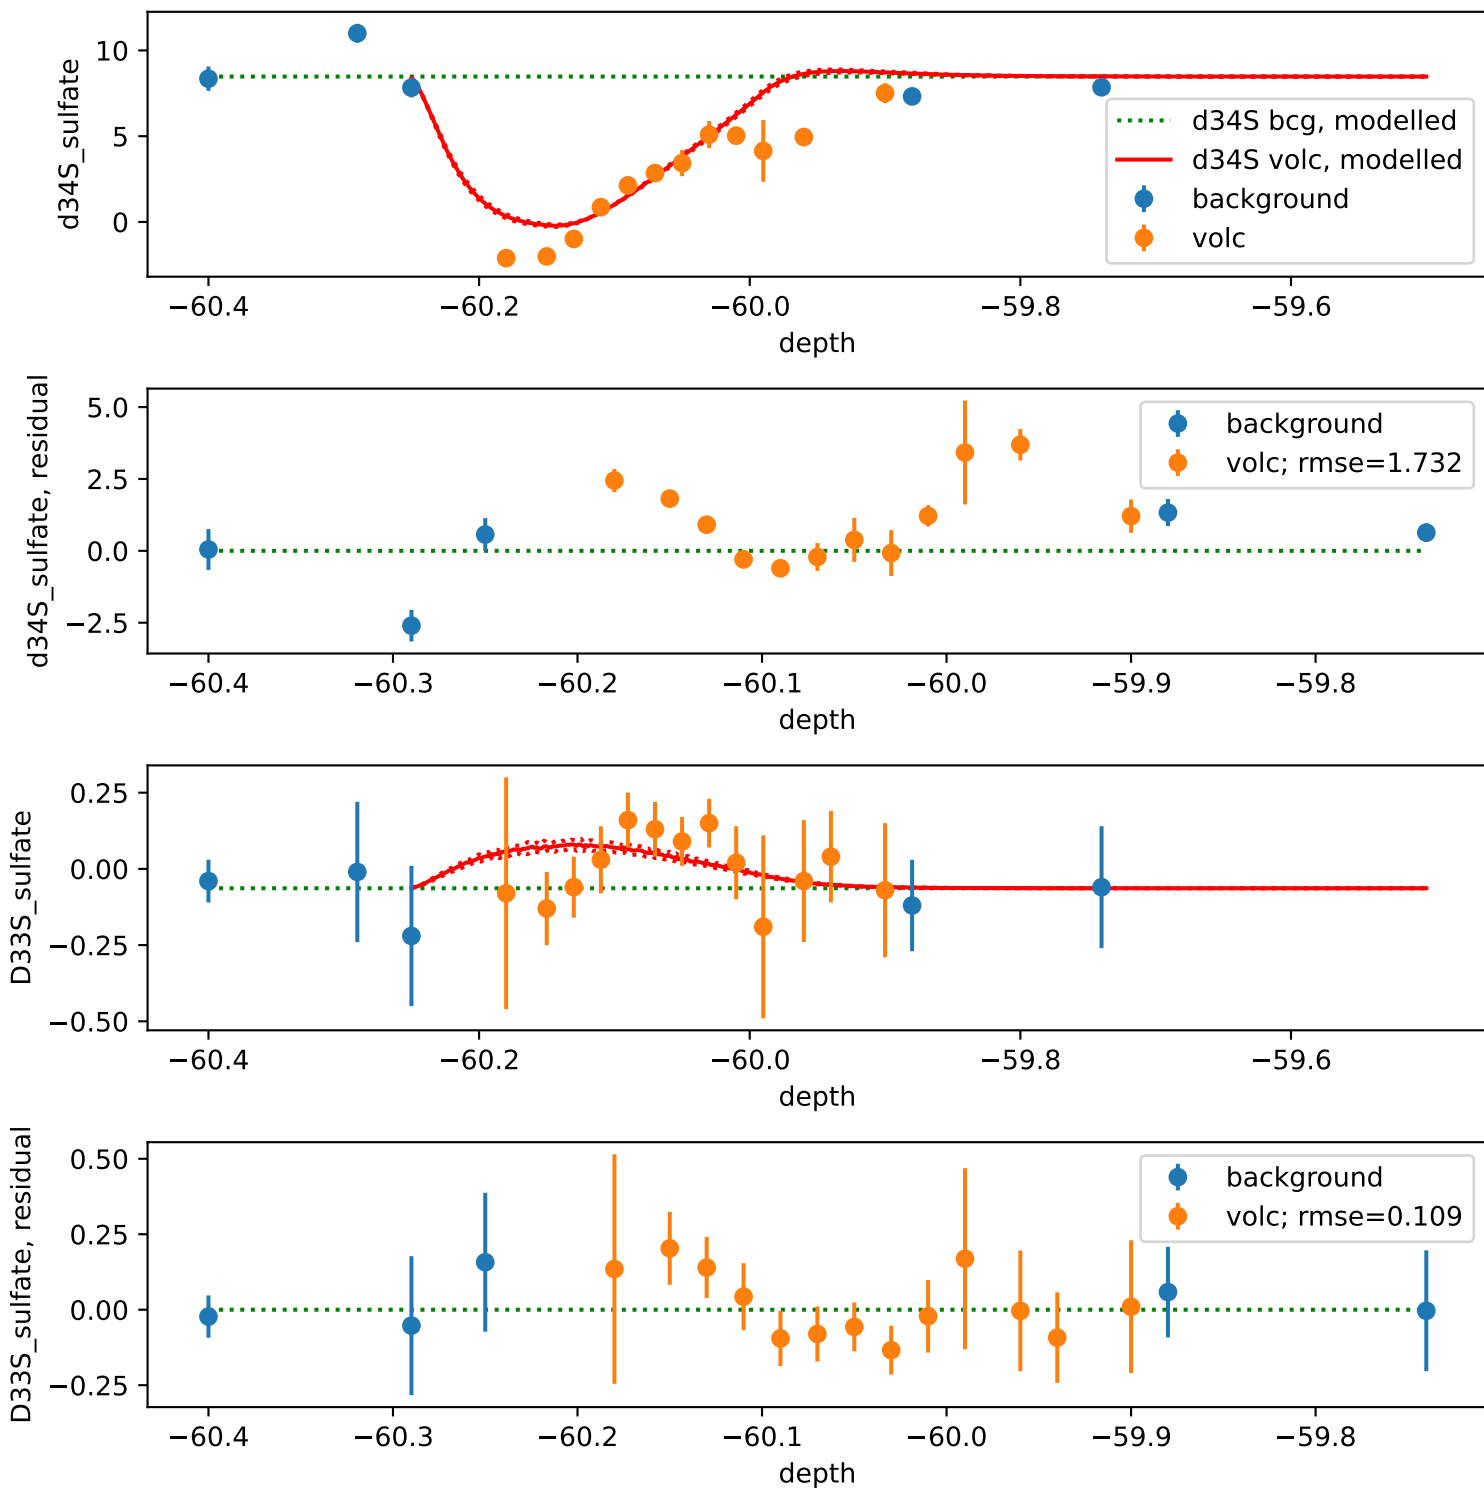 10
5
0
d34S_sulfate
d34S bcg, modelled
d34S volc, modelled
background
volc
−60.4 −60.2 −60.0 −59.8 −59.6
depth
5.0
2.5
0.0
−2.5
d34S_sulfate, residual
background
volc; rmse=1.732
−60.4 −60.3 −60.2 −60.1 −60.0 −59.9 −59.8
depth
0.25
0.00
−0.25
−0.50
D33S_sulfate
−60.4 −60.2 −60.0 −59.8 −59.6
depth
0.50
0.25
0.00
−0.25
D33S_sulfate, residual
background
volc; rmse=0.109
−60.4 −60.3 −60.2 −60.1 −60.0 −59.9 −59.8
depth